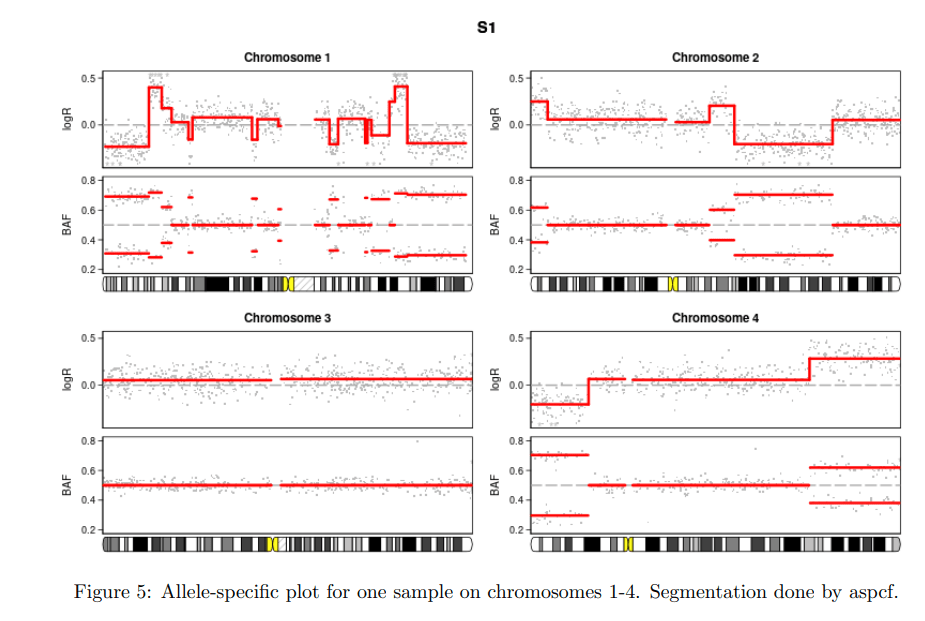 S1
Chromosome 1
Chromosome 2
0.5
0.0
logR
0.5
0.0
logR
0.8
0.6
0.4
0.2
BAF
0.8
0.6
0.4
0.2
BAF
Chromosome 3
Chromosome 4
0.5
0.0
logR
0.5
0.0
logR
0.8
0.6
0.4
0.2
BAF
0.8
0.6
0.4
0.2
BAF
Figure 5: Allele-specific plot for one sample on chromosomes 1-4. Segmentation done by aspcf.